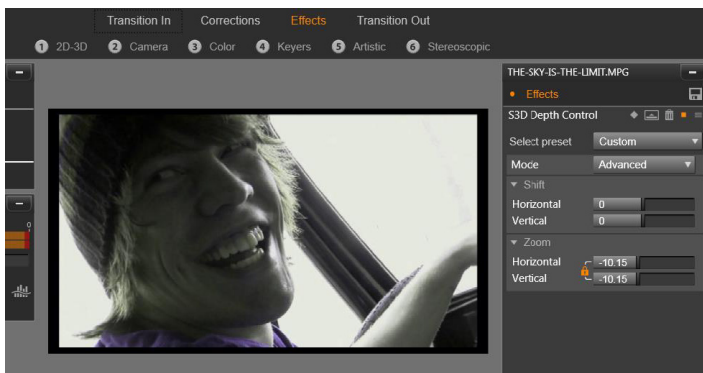 Transition In Corrections Effects Transition Out
1 2D-3D 2 Camera 3 Color 4 Keyers 5 Artistic 6 Stereoscopic
THE-SKY-IS-THE-LIMIT.MPG
Effects
S3D Depth Control
Select preset Custom
Mode Advanced
Shift
Horizontal 0
Vertical 0
Zoom
Horizontal -10.15
Vertical -10.15